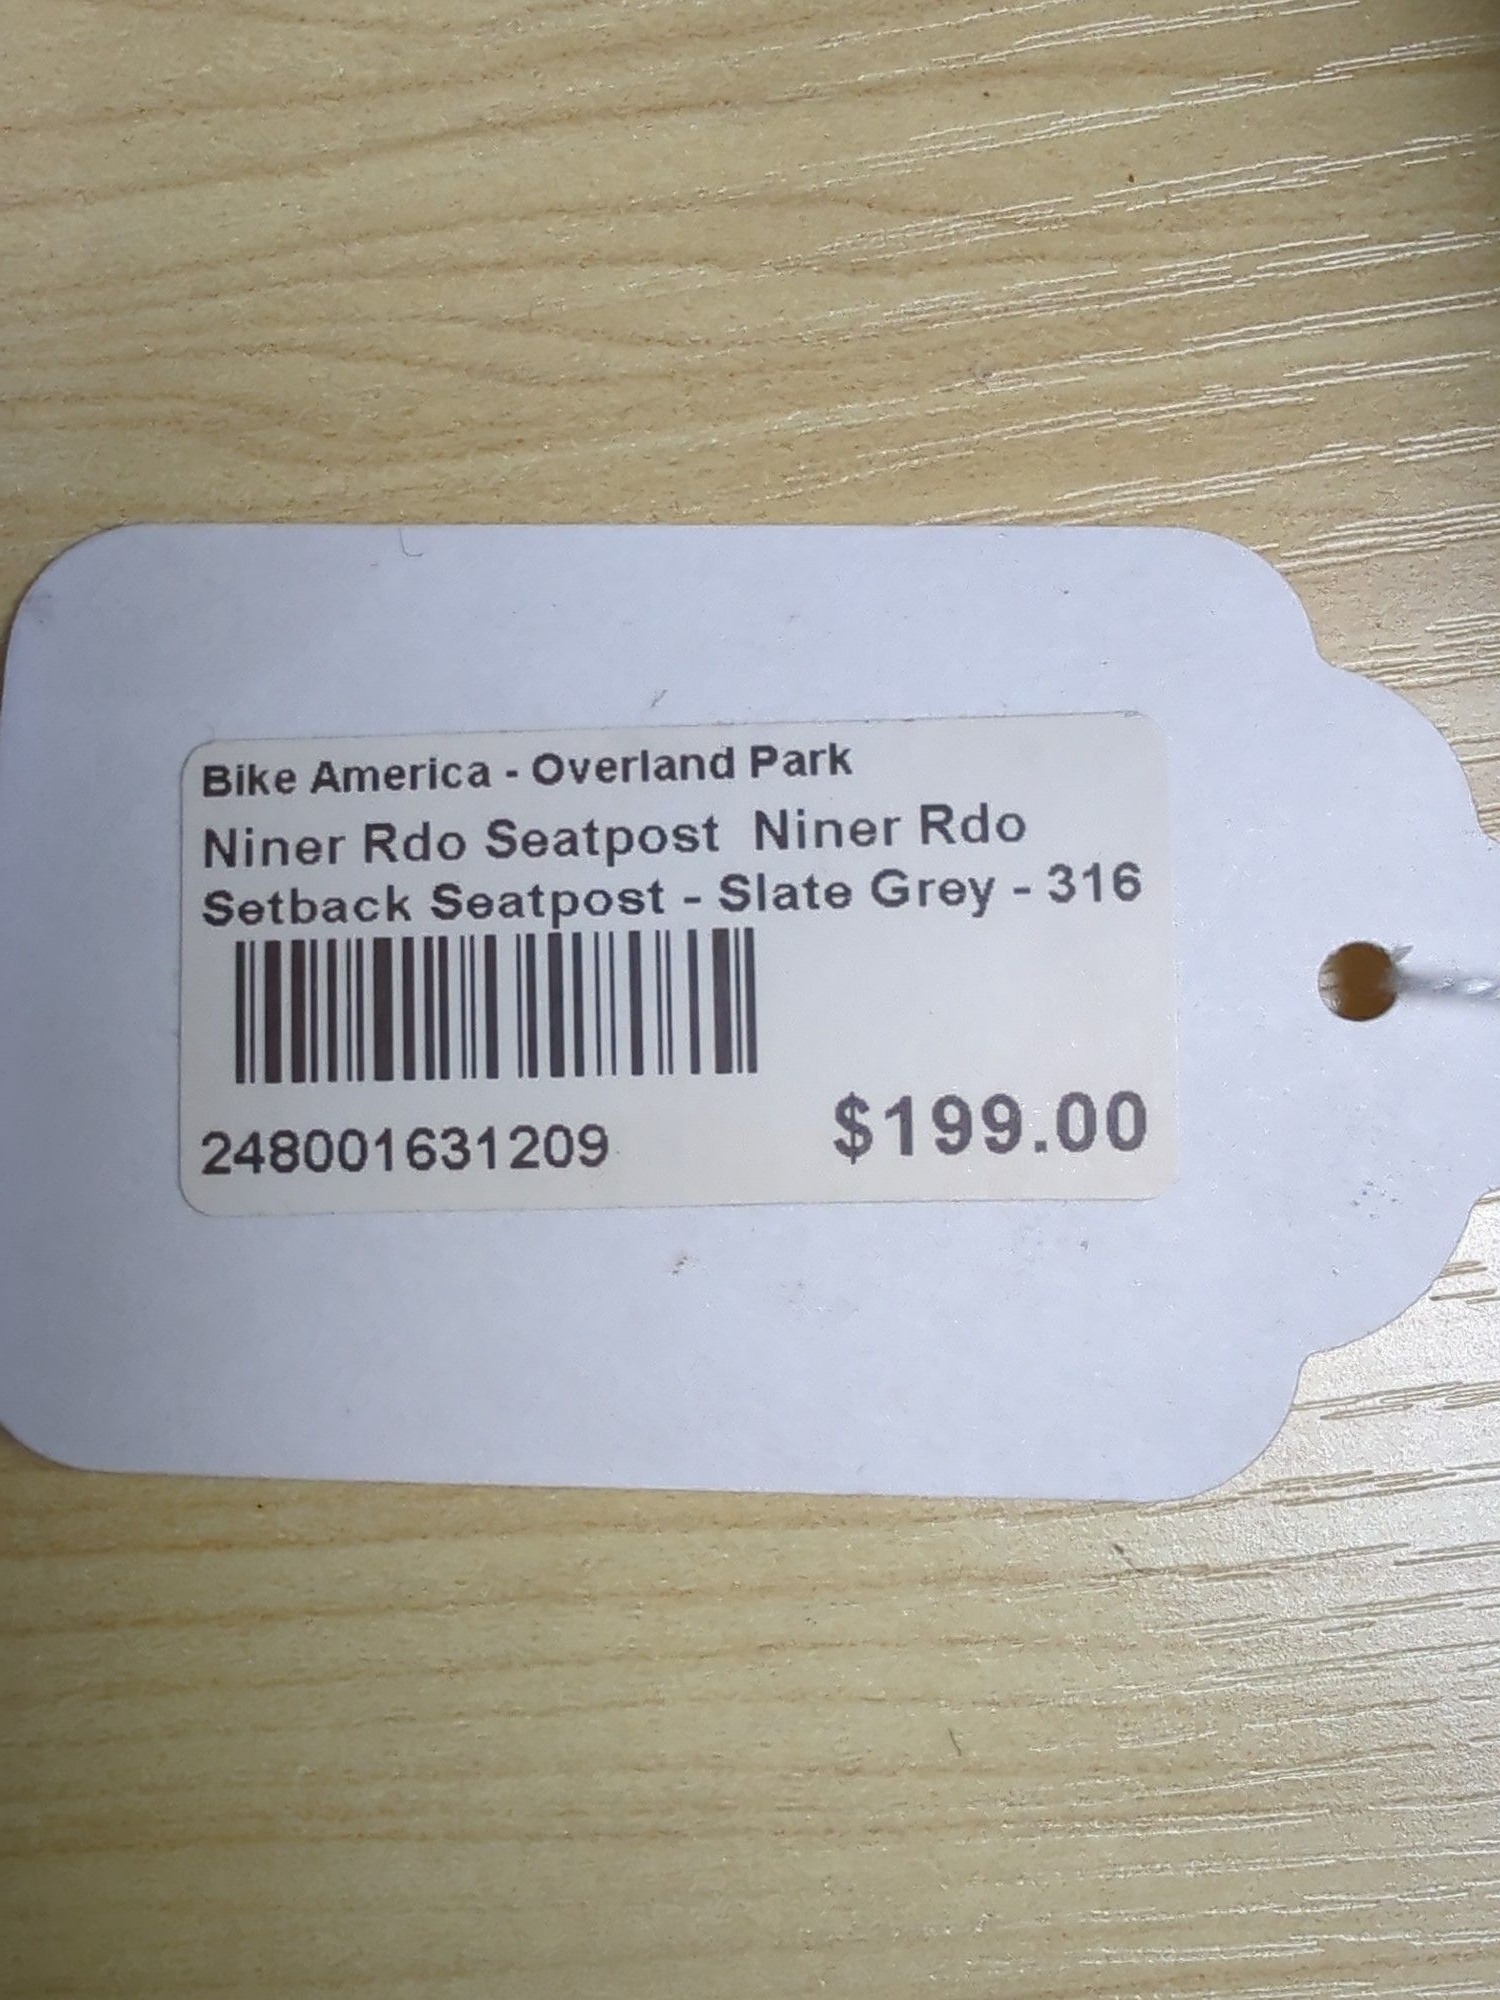 Bike America - Overland Park
Niner Rdo Seatpost  Niner Rdo
Setback Seatpost - Slate Grey - 316
248001631209
$199.00